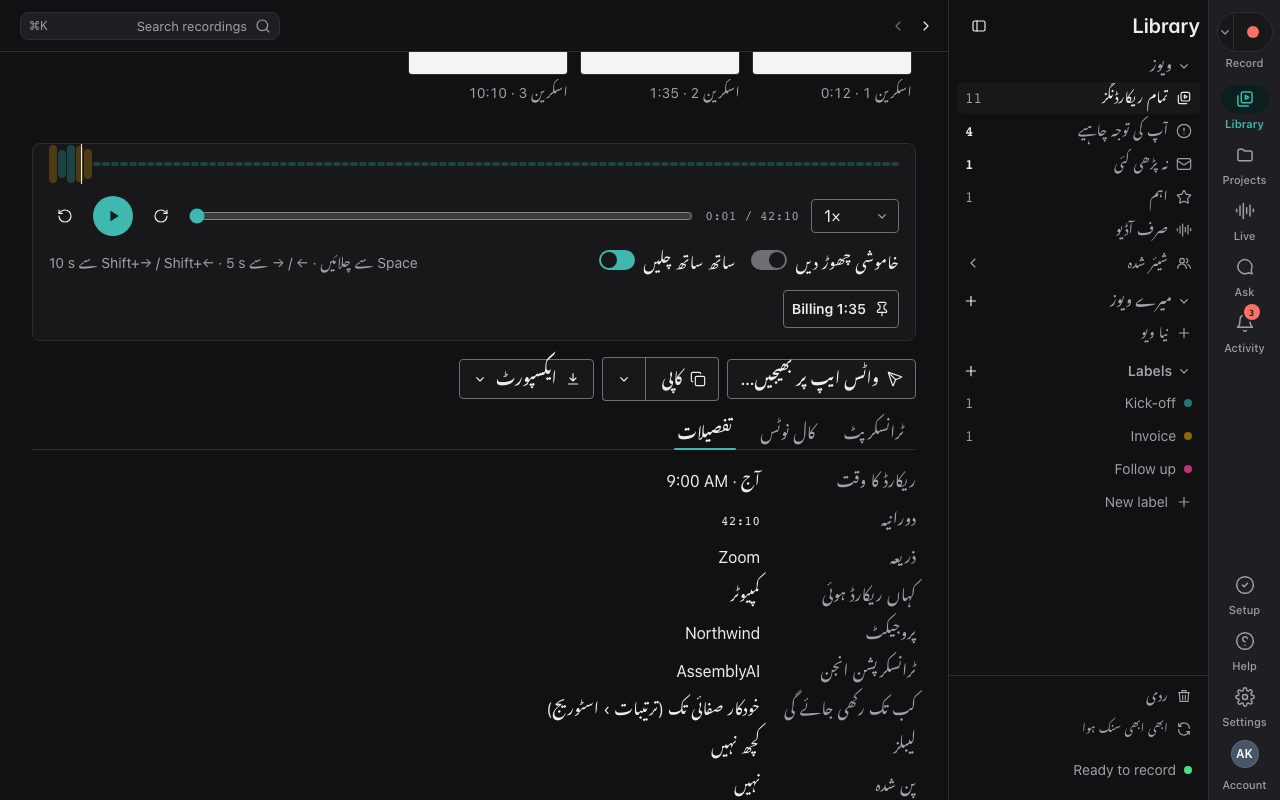 Record
Library
Projects
Live
Ask
3
Activity
Setup
Help
Settings
AK
Account
Library
ویوز
تمام ریکارڈنگز 11
آپ کی توجہ چاہیے 4
نہ پڑھی گئی 1
اہم 1
صرف آڈیو
شیئر شدہ
میرے ویوز
نیا ویو
Labels
Kick-off 1
Invoice 1
Follow up
New label
ردی
ابھی ابھی سنک ہوا
Ready to record
Search recordings ⌘K
اسکرین 1 · 0:12
اسکرین 2 · 1:35
اسکرین 3 · 10:10
0:01 / 42:10
1×
خاموشی چھوڑ دیں
ساتھ ساتھ چلیں
Space سے چلائیں · ← / → سے 5 s · Shift+← / Shift+→ سے 10 s
Billing 1:35
واٹس ایپ پر بھیجیں...
کاپی
ایکسپورٹ
ٹرانسکرپٹ
کال نوٹس
تفصیلات
ریکارڈ کا وقت آج · 9:00 AM
دورانیہ 42:10
ذریعہ Zoom
کہاں ریکارڈ ہوئی کمپیوٹر
پروجیکٹ Northwind
ٹرانسکرپشن انجن AssemblyAI
کب تک رکھی جائے گی خودکار صفائی تک (ترتیبات › اسٹوریج)
لیبلز کچھ نہیں
پن شدہ نہیں